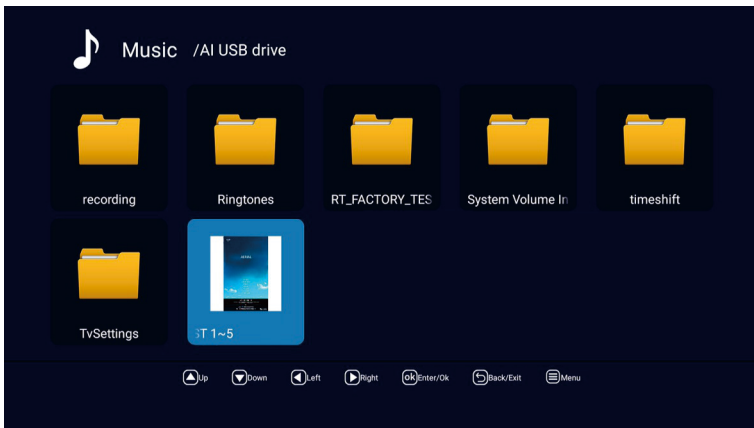 Music /AI USB drive
recording
Ringtones
RT_FACTORY_TES
System Volume In
timeshift
TvSettings
ST 1~5
Up Down Left Right ok Enter/Ok Back/Exit Menu